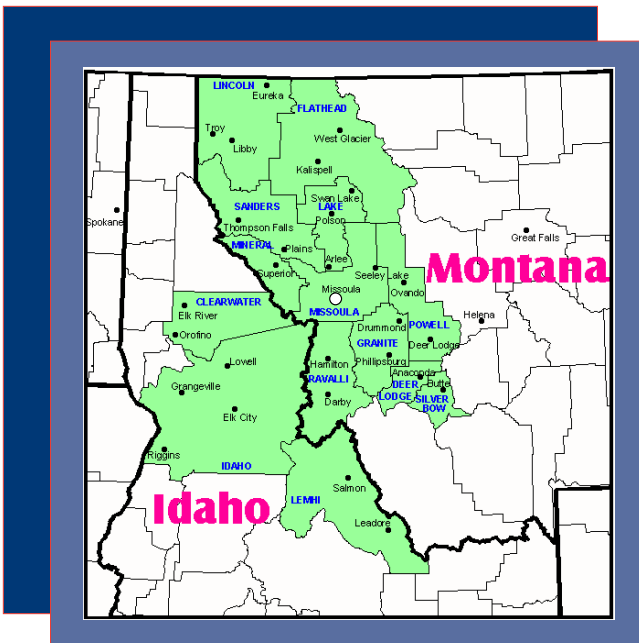 LINCOLN
Eureka
FLATHEAD
Troy
Libby
West Glacier
Kalispell
Swan Lake
SANDERS
LAKE
Polson
Spokane
Thompson Falls
Great Falls
MINERAL
Plains
Arlee
Superior
Seeley Lake
Montana
Missoula
Ovando
CLEARWATER
Elk River
MISSOULA
Helena
Drummond
POWELL
Orofino
GRANITE
Deer Lodge
Lowell
Hamilton
Phillipsburg
Anaconda
RAVALLI
DEER
LODGE
Butte
Grangeville
Darby
SILVER
BOW
Elk City
Riggins
IDAHO
Salmon
LEMHI
Idaho
Leadore